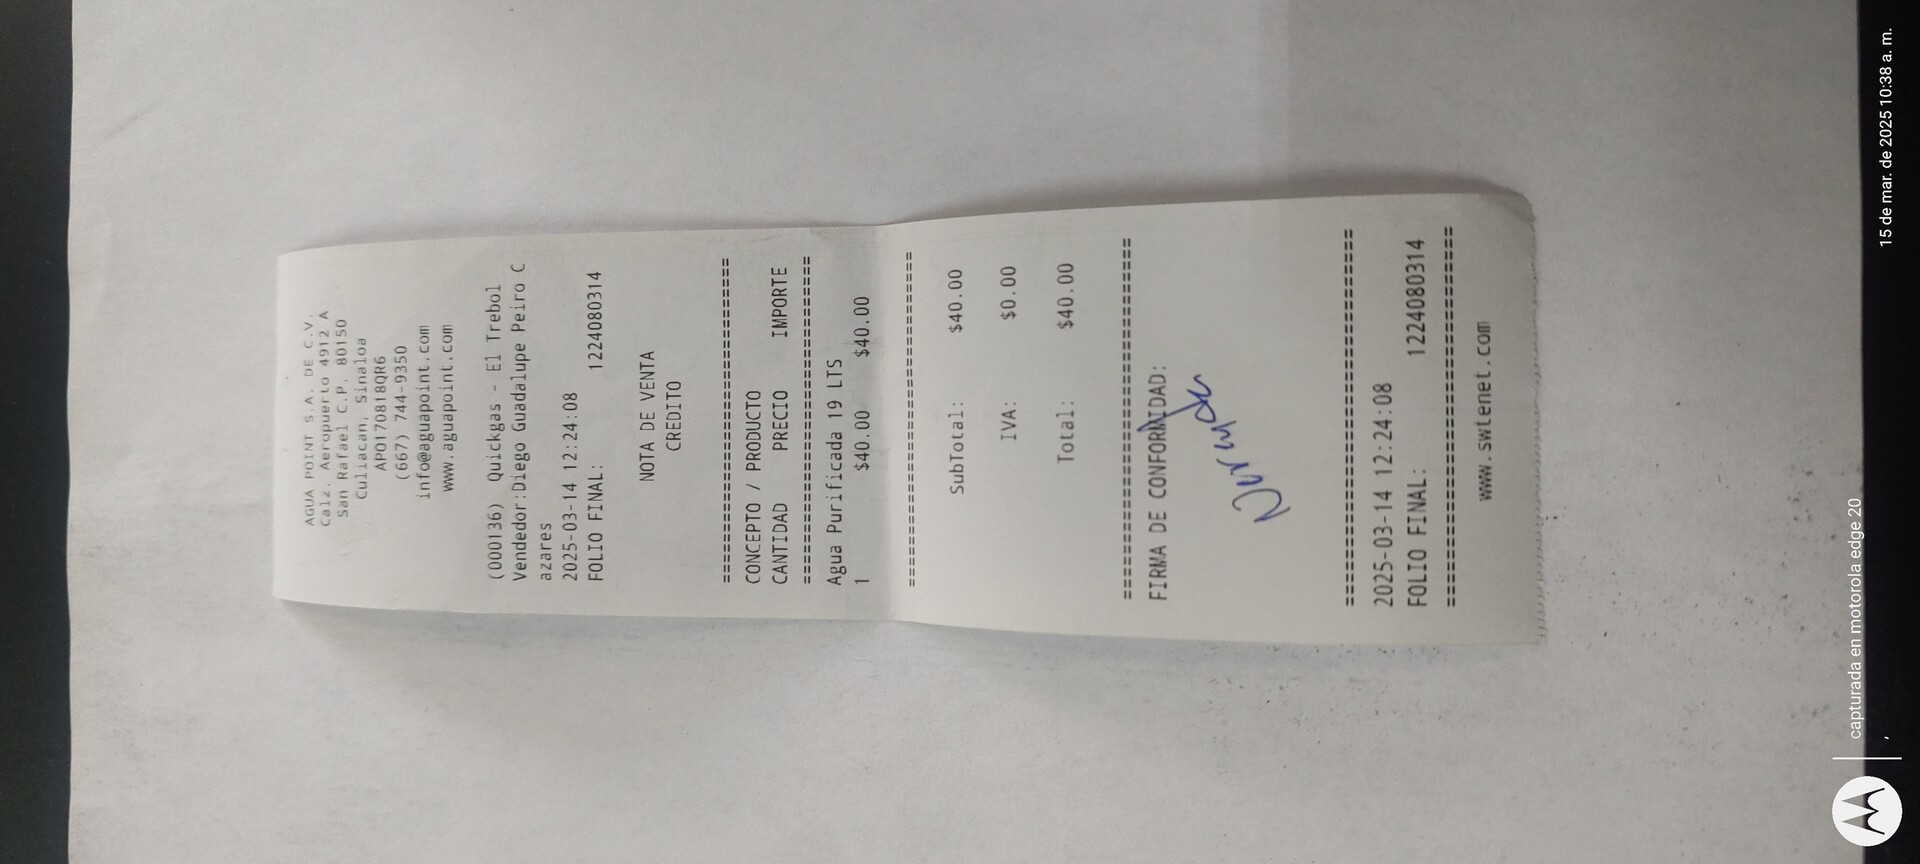 AGUA POINT S.A. DE C.V.
Calz. Aeropuerto 4912 A
San Rafael C.P. 80150
Culiacan, Sinaloa
APO170818QR6
(667) 744-9350
info@aguapoint.com
www.aguapoint.com
(000136) Quickgas - El Trebol
Vendedor:Diego Guadalupe Peiro C
azares
2025-03-14 12:24:08
FOLIO FINAL: 1224080314
NOTA DE VENTA
CREDITO
================================
CONCEPTO / PRODUCTO
CANTIDAD PRECIO IMPORTE
================================
Agua Purificada 19 LTS
1 $40.00 $40.00
================================
SubTotal: $40.00
IVA: $0.00
Total: $40.00
================================
FIRMA DE CONFORMIDAD:
================================
2025-03-14 12:24:08
FOLIO FINAL: 1224080314
================================
www.swtenet.com
capturada en motorola edge 20
15 de mar. de 2025 10:38 a. m.